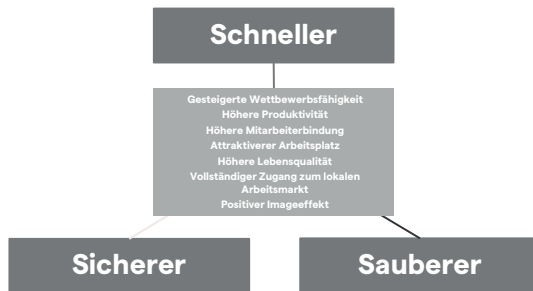 Schneller
Gesteigerte Wettbewerbsfähigkeit
Höhere Produktivität
Höhere Mitarbeiterbindung
Attraktiverer Arbeitsplatz
Höhere Lebensqualität
Vollständiger Zugang zum lokalen
Arbeitsmarkt
Positiver Imageeffekt
Sicherer
Sauberer